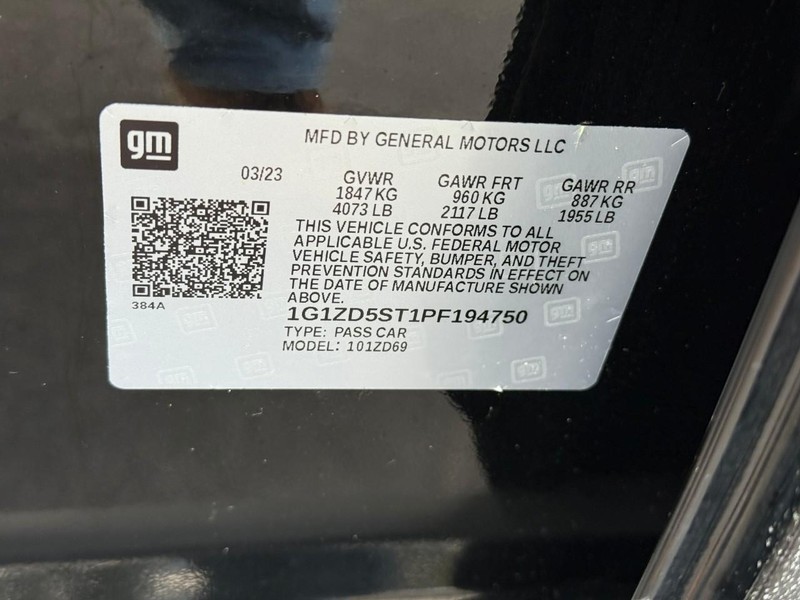 gm
MFD BY GENERAL MOTORS LLC
03/23 GVWR GAWR FRT GAWR RR
1847 KG 960 KG 887 KG
4073 LB 2117 LB 1955 LB
THIS VEHICLE CONFORMS TO ALL
APPLICABLE U.S. FEDERAL MOTOR
VEHICLE SAFETY, BUMPER, AND THEFT
PREVENTION STANDARDS IN EFFECT ON
THE DATE OF MANUFACTURE SHOWN
ABOVE.
384A
1G1ZD5ST1PF194750
TYPE: PASS CAR
MODEL: 101ZD69